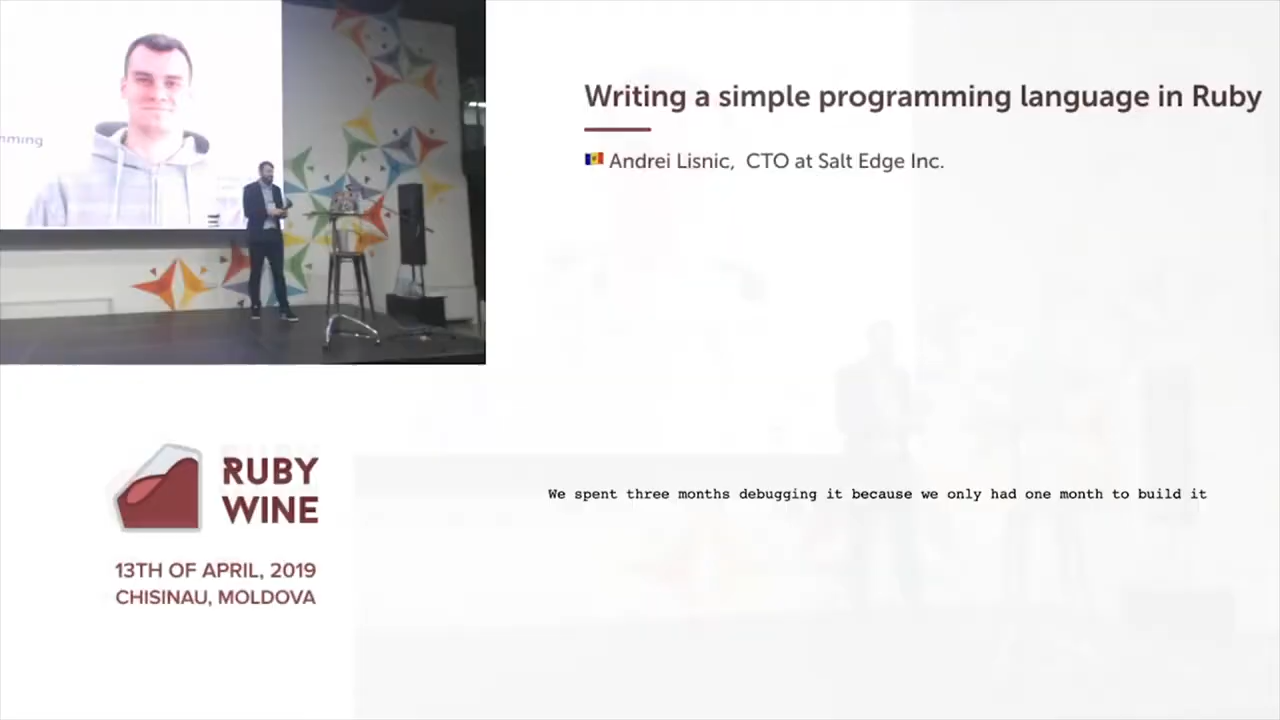 mming
Writing a simple programming language in Ruby
Andrei Lisnic, CTO at Salt Edge Inc.
RUBY
WINE
13TH OF APRIL, 2019
CHISINAU, MOLDOVA
We spent three months debugging it because we only had one month to build it